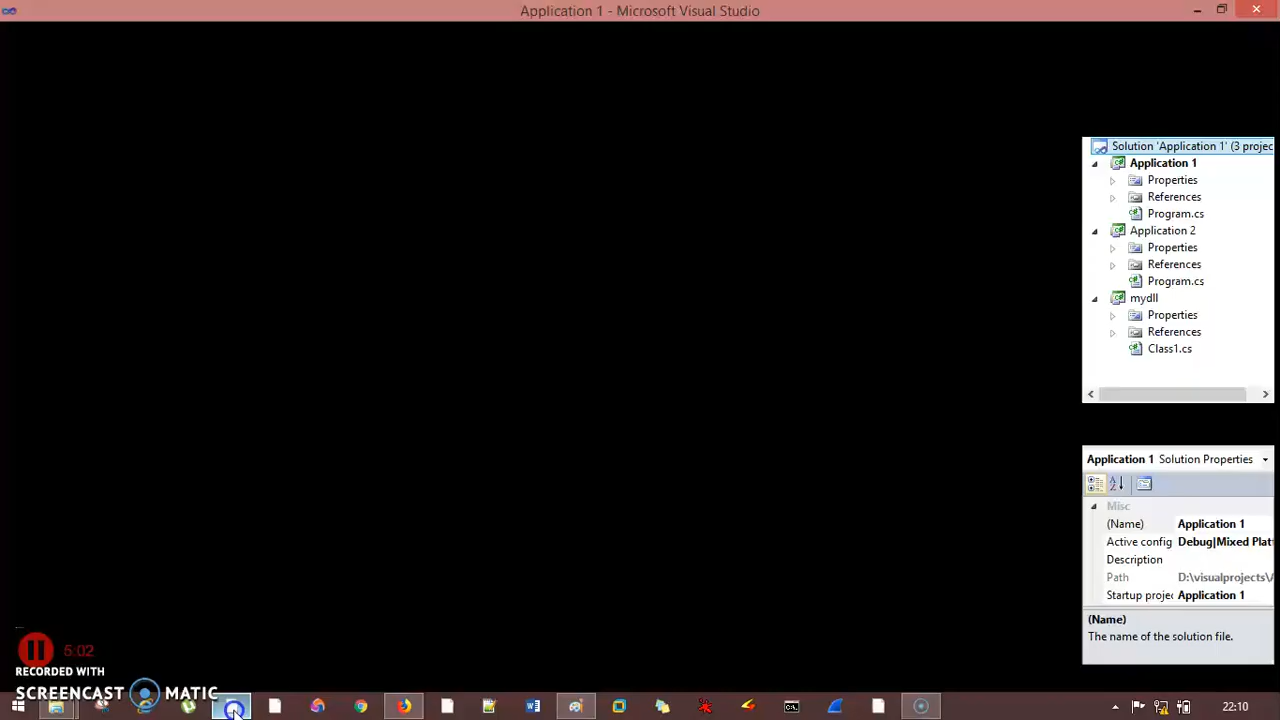 Application 1 - Microsoft Visual Studio
Solution 'Application 1' (3 projec
Application 1
Properties
References
Program.cs
Application 2
Properties
References
Program.cs
mydll
Properties
References
Class1.cs
Application 1 Solution Properties
Misc
(Name) Application 1
Active config Debug|Mixed Plat
Description
Path D:\visualprojects\
Startup projec Application 1
(Name)
The name of the solution file.
5:02
RECORDED WITH
SCREENCAST MATIC
22:10